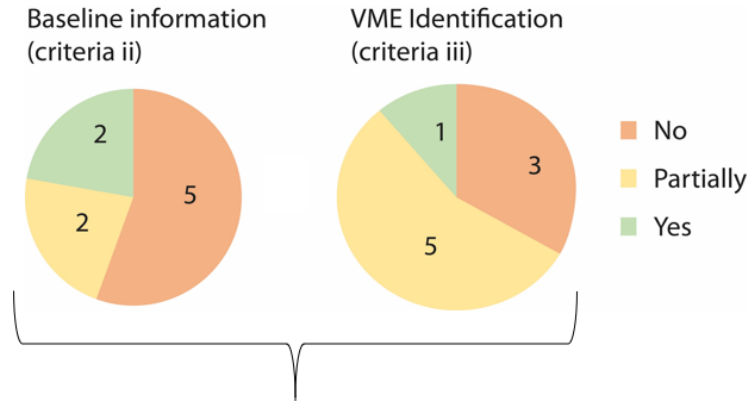 Baseline information
(criteria ii)
2
5
2
VME Identification
(criteria iii)
1
3
5
No
Partially
Yes